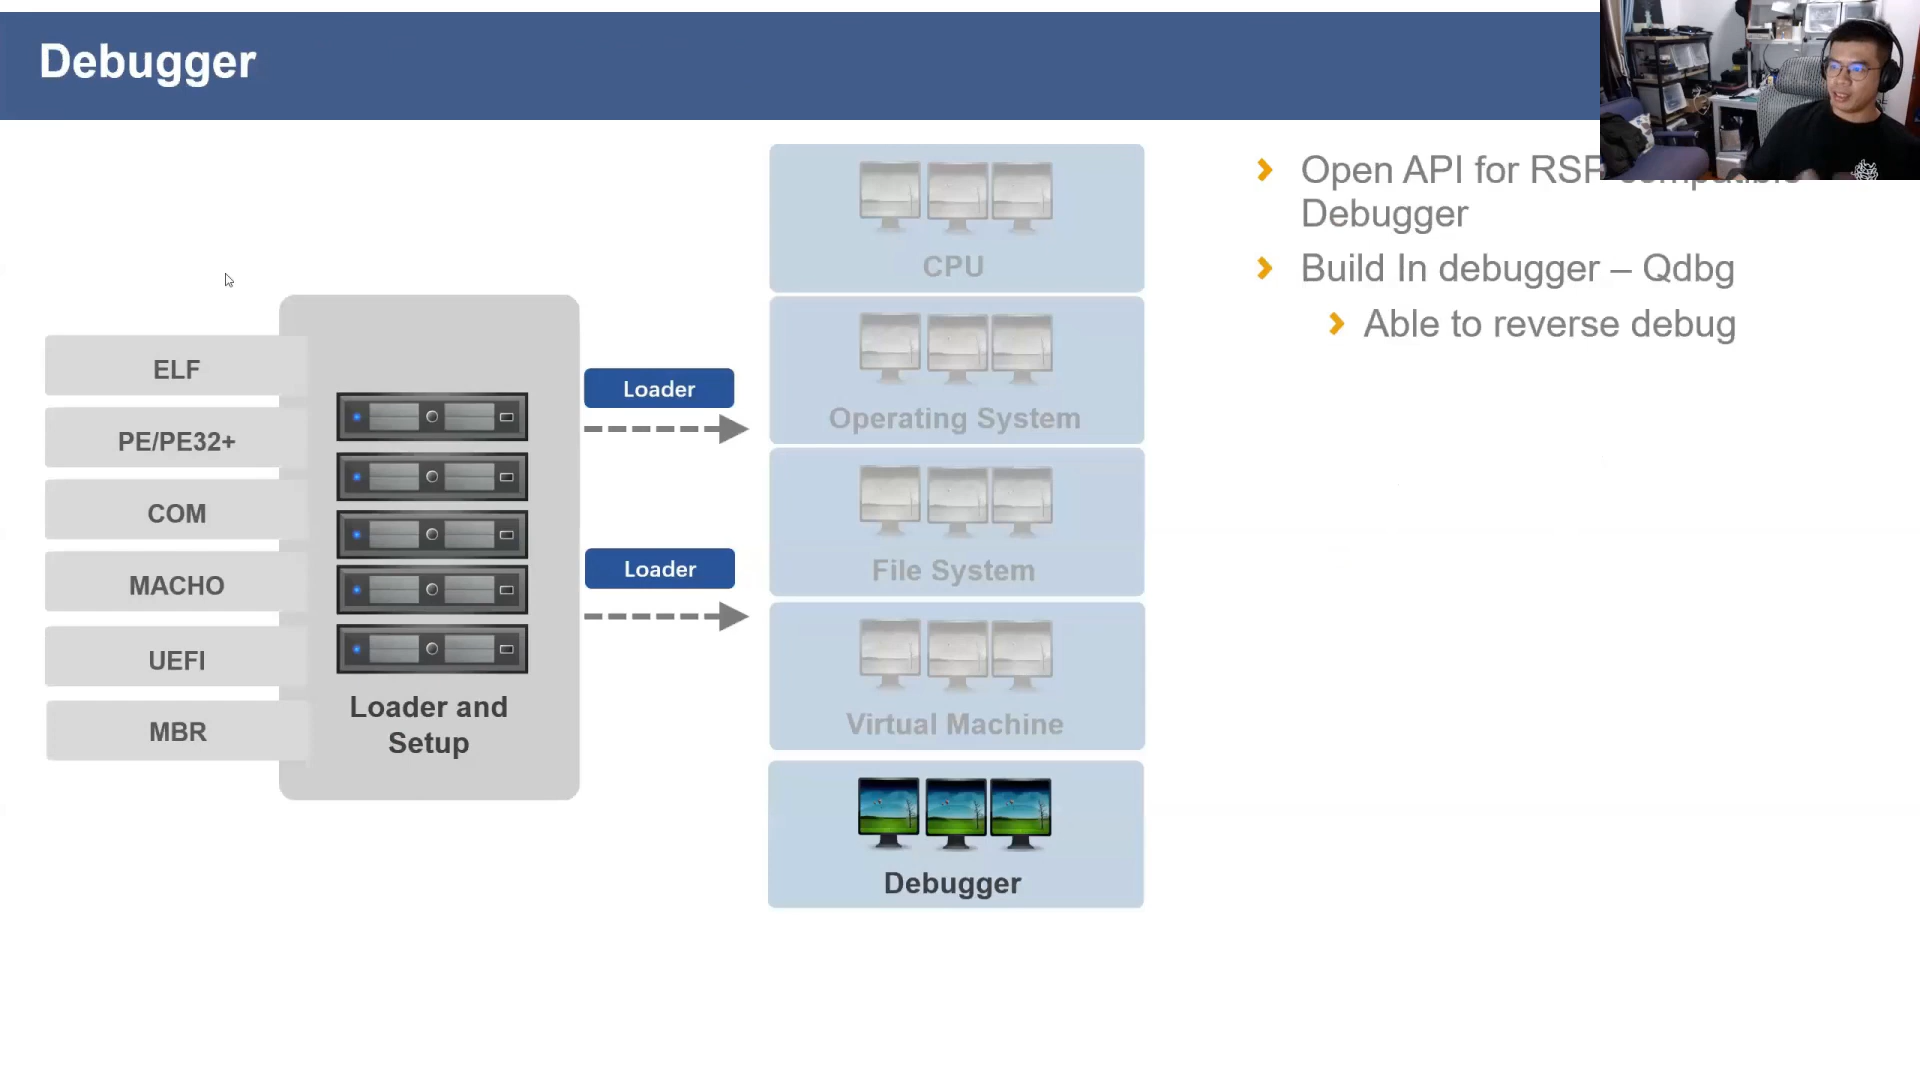 Debugger
Open API for RSP compatible
Debugger
Build In debugger – Qdbg
Able to reverse debug
ELF
PE/PE32+
COM
MACHO
UEFI
MBR
Loader and
Setup
Loader
Loader
CPU
Operating System
File System
Virtual Machine
Debugger